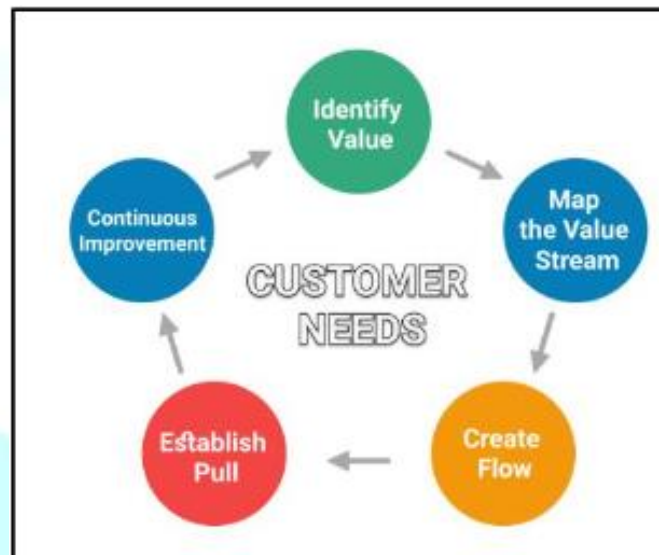 Identify
Value
Map
the Value
Stream
Create
Flow
Establish
Pull
Continuous
Improvement
CUSTOMER
NEEDS